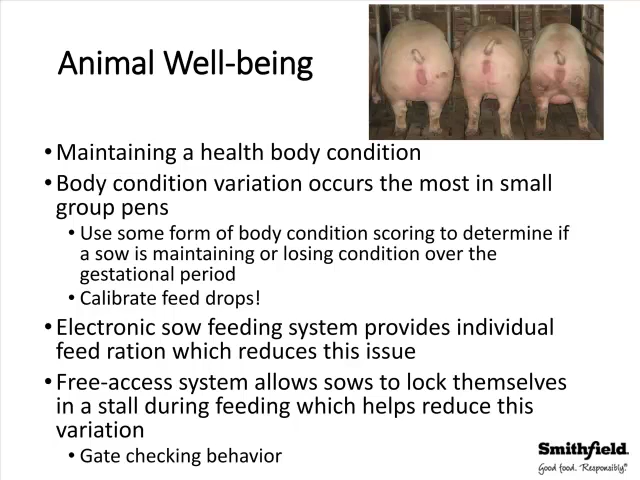 Animal Well-being
• Maintaining a health body condition
• Body condition variation occurs the most in small
group pens
• Use some form of body condition scoring to determine if
a sow is maintaining or losing condition over the
gestational period
• Calibrate feed drops!
• Electronic sow feeding system provides individual
feed ration which reduces this issue
• Free-access system allows sows to lock themselves
in a stall during feeding which helps reduce this
variation
• Gate checking behavior
Smithfield.
Good food. Responsibly.®